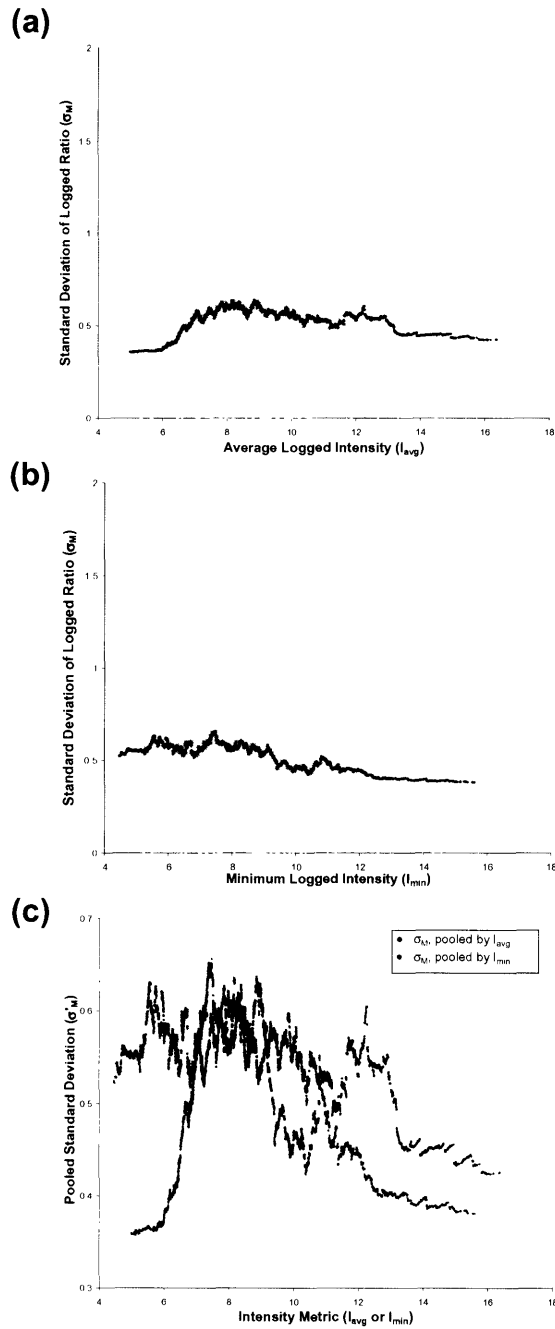 (a)
2
1.5
1
0.5
0
Standard Deviation of Logged Ratio (σM)
4 6 8 10 12 14 16 18
Average Logged Intensity (Iavg)
(b)
2
1.5
1
0.5
0
Standard Deviation of Logged Ratio (σM)
4 6 8 10 12 14 16 18
Minimum Logged Intensity (Imin)
(c)
0.7
0.6
0.5
0.4
0.3
Pooled Standard Deviation (σ'M)
σM, pooled by Iavg
σM, pooled by Imin
4 6 8 10 12 14 16 18
Intensity Metric (Iavg or Imin)